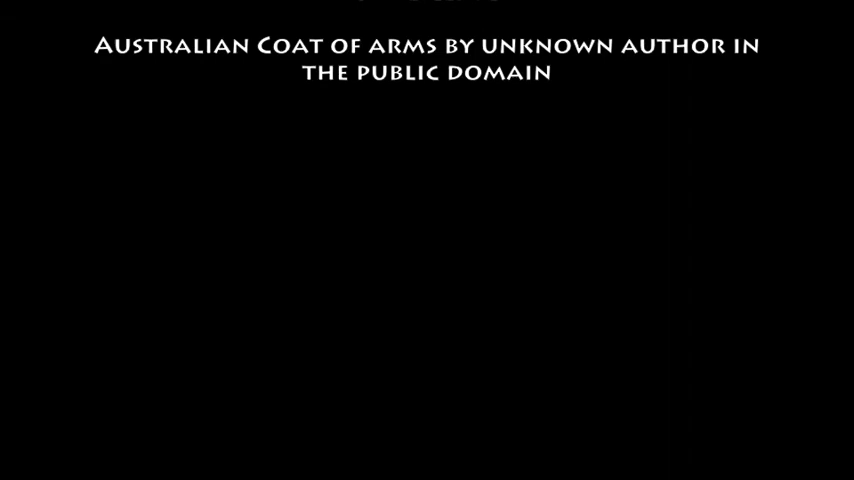 Australian Coat of arms by unknown author in
the public domain